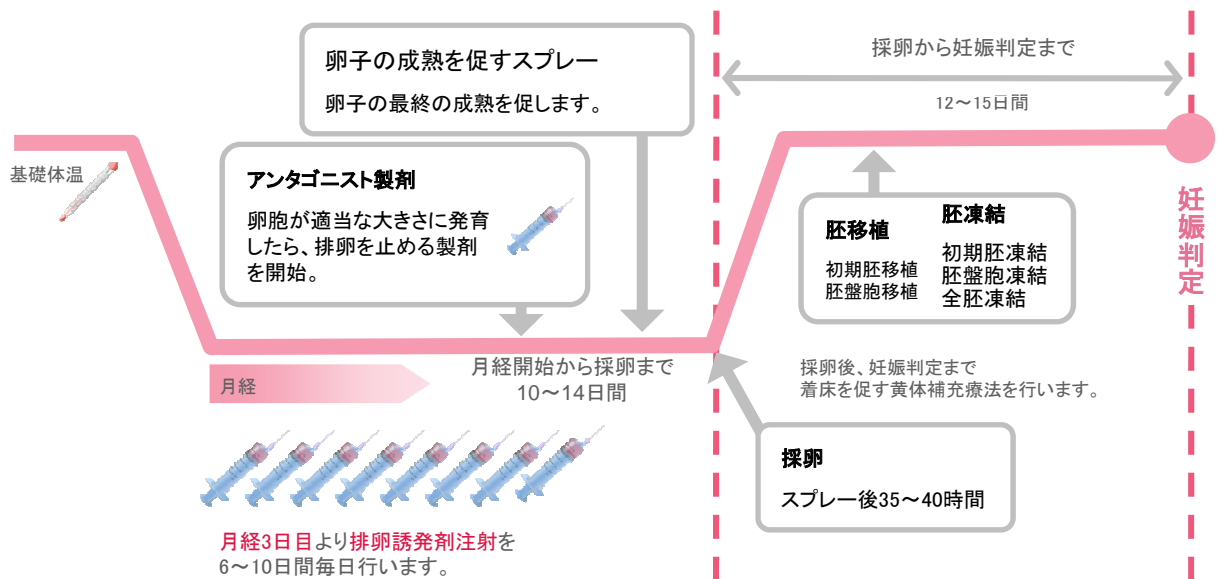 卵子の成熟を促すスプレー
卵子の最終の成熟を促します。
採卵から妊娠判定まで
12～15日間
基礎体温
アンタゴニスト製剤
卵胞が適当な大きさに発育
したら、排卵を止める製剤
を開始。
胚移植
初期胚移植
胚盤胞移植
胚凍結
初期胚凍結
胚盤胞凍結
全胚凍結
妊娠判定
月経
月経開始から採卵まで
10～14日間
採卵後、妊娠判定まで
着床を促す黄体補充療法を行います。
採卵
スプレー後35～40時間
月経3日目より排卵誘発剤注射を
6～10日間毎日行います。